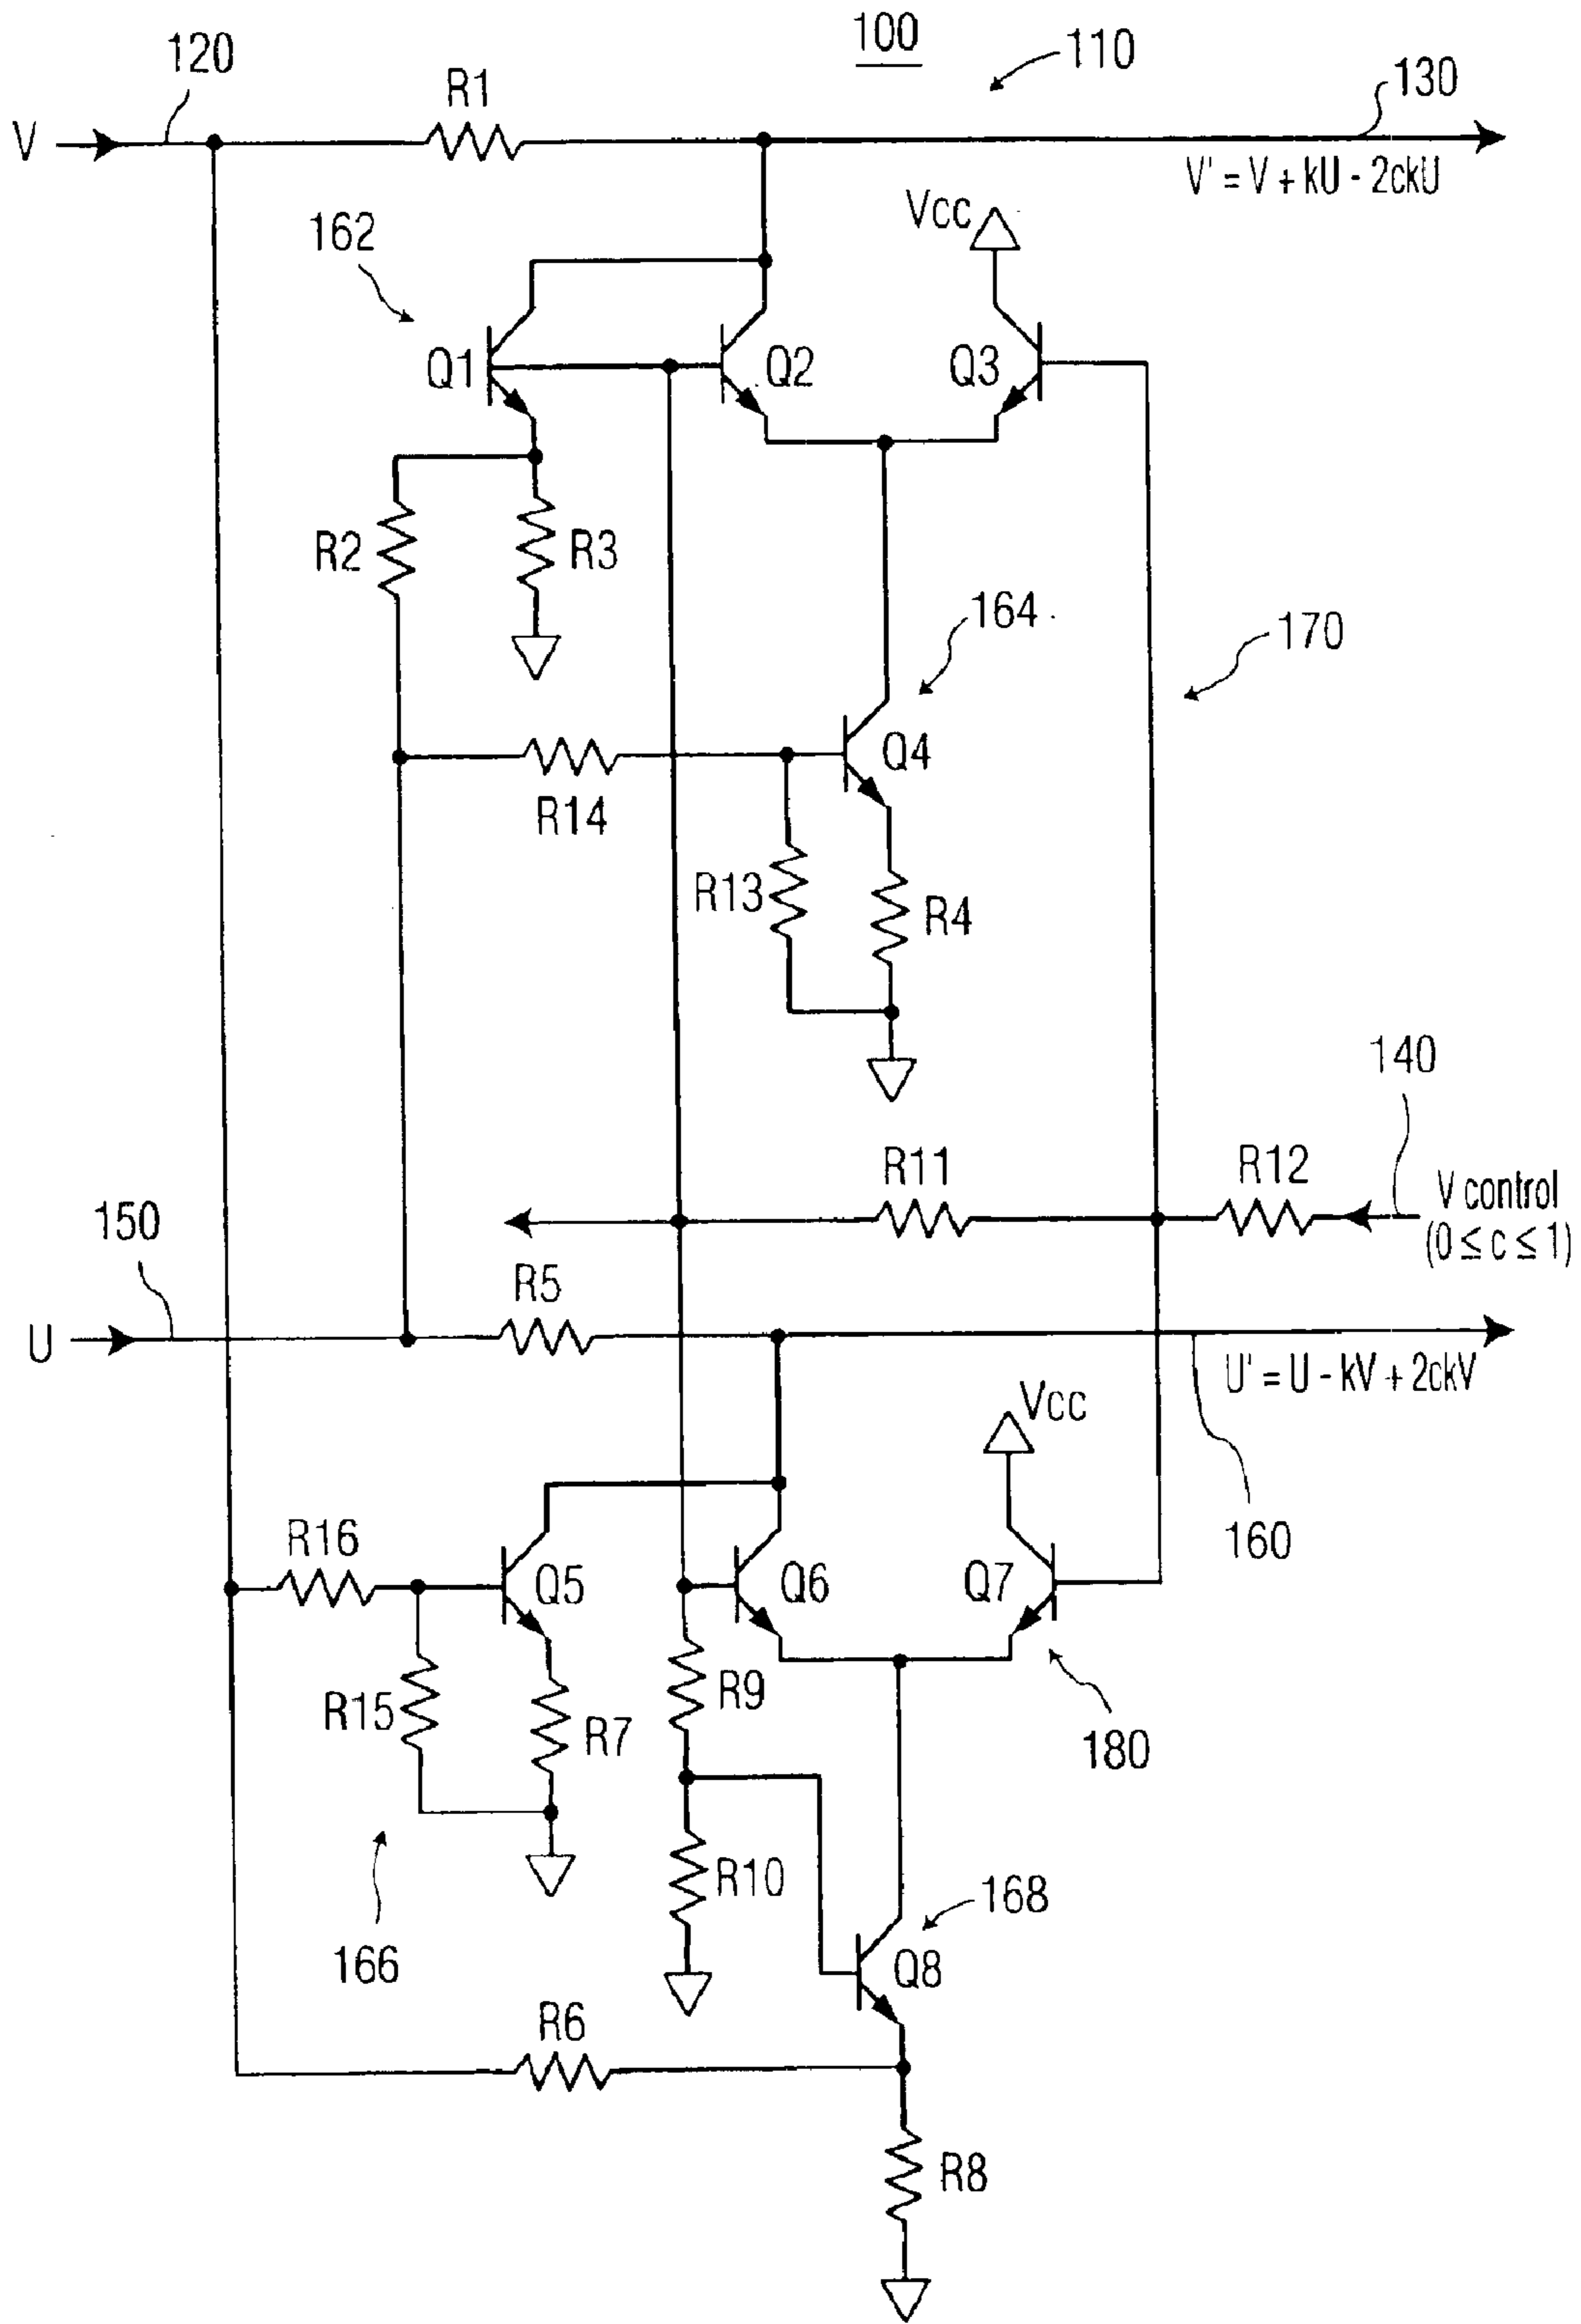 100
110
120
130
R1
V
V' = V + kU - 2ckU
Vcc
162
Q1
Q2
Q3
R2
R3
164
170
Q4
R14
R13
R4
140
R11
R12
V control
(0 ≤ c ≤ 1)
150
R5
U
U' = U - kV + 2ckV
Vcc
160
R16
Q5
Q6
Q7
R15
R7
R9
180
R10
168
166
Q8
R6
R8